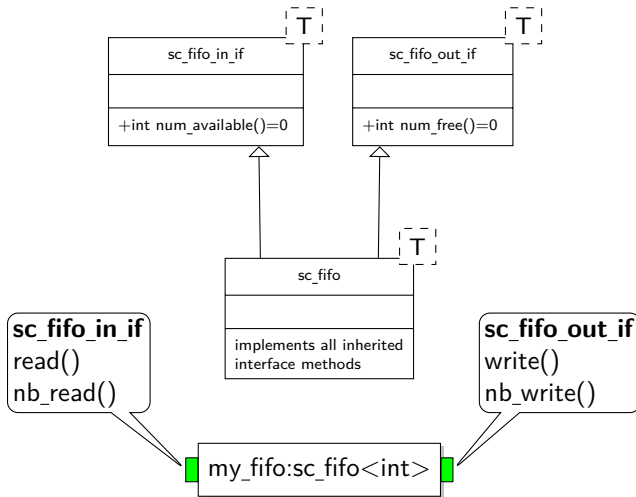 T
sc_fifo_in_if
+int num_available()=0
T
sc_fifo_out_if
+int num_free()=0
T
sc_fifo
implements all inherited
interface methods
sc_fifo_in_if
read()
nb_read()
sc_fifo_out_if
write()
nb_write()
my_fifo:sc_fifo<int>